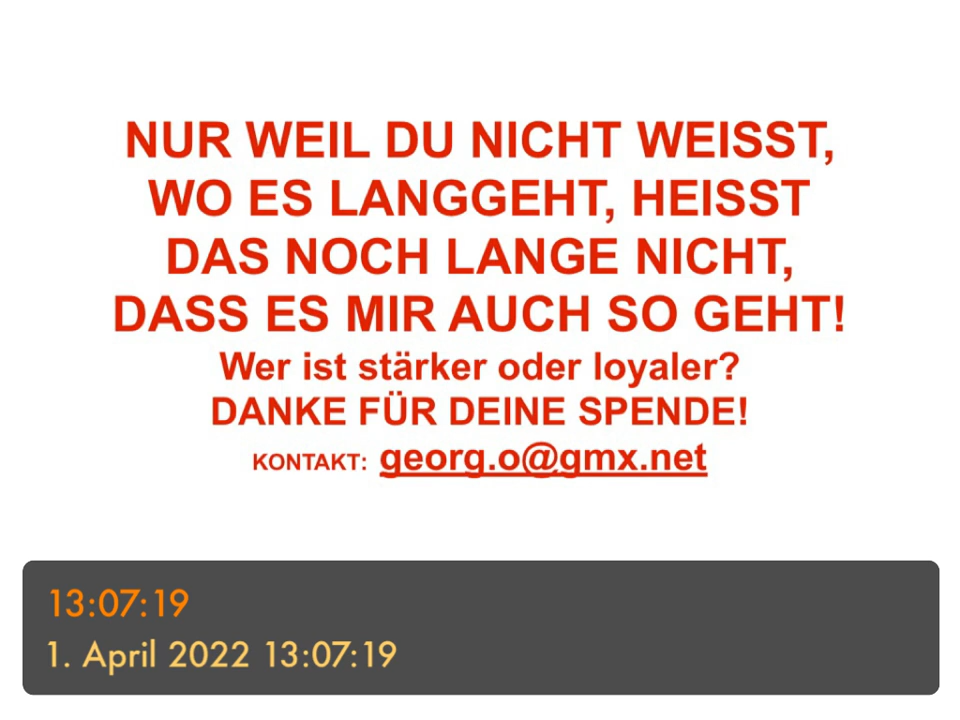 NUR WEIL DU NICHT WEISST,
WO ES LANGGEHT, HEISST
DAS NOCH LANGE NICHT,
DASS ES MIR AUCH SO GEHT!
Wer ist stärker oder loyaler?
DANKE FÜR DEINE SPENDE!
KONTAKT: georg.o@gmx.net
13:07:19
1. April 2022 13:07:19